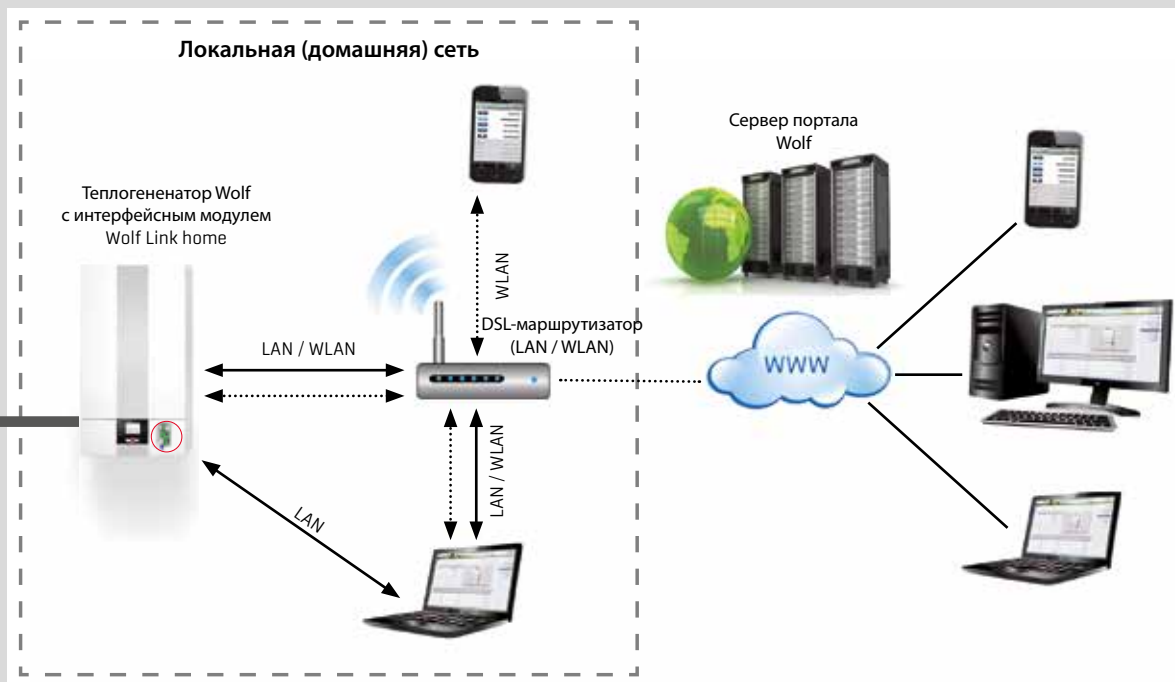 Локальная (домашняя) сеть
Сервер портала
Wolf
Теплогененатор Wolf
с интерфейсным модулем
Wolf Link home
WLAN
DSL-маршрутизатор
(LAN / WLAN)
LAN / WLAN
WWW
LAN / WLAN
LAN